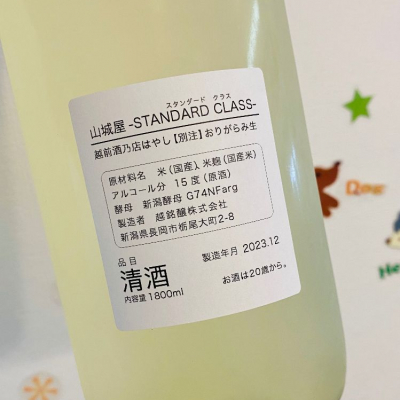 スタンダード クラス
山城屋 -STANDARD CLASS-
越前酒乃店はやし【別注】おりがらみ生
原材料名 米（国産）、米麹（国産米）
アルコール分 15度（原酒）
酵母 新潟酵母 G74NFarg
製造者 越銘醸株式会社
新潟県長岡市栃尾大町2-8
品目
清酒
製造年月 2023.12
内容容量1800ml
お酒は20歳から。